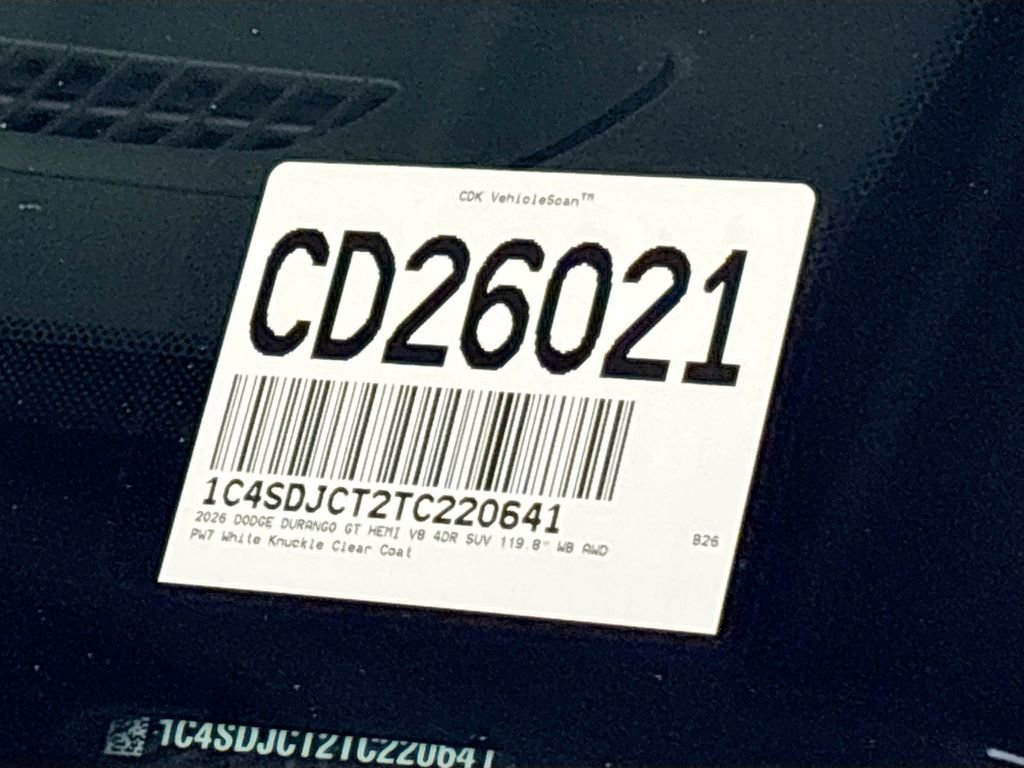 CDK VehicleScan™
CD26021
1C4SDJCT2TC220641
2026 DODGE DURANGO GT HEMI V8 4DR SUV 119.8" WB AWD
B26
PW7 White Knuckle Clear Coat
1C4SDJCT2TC220641